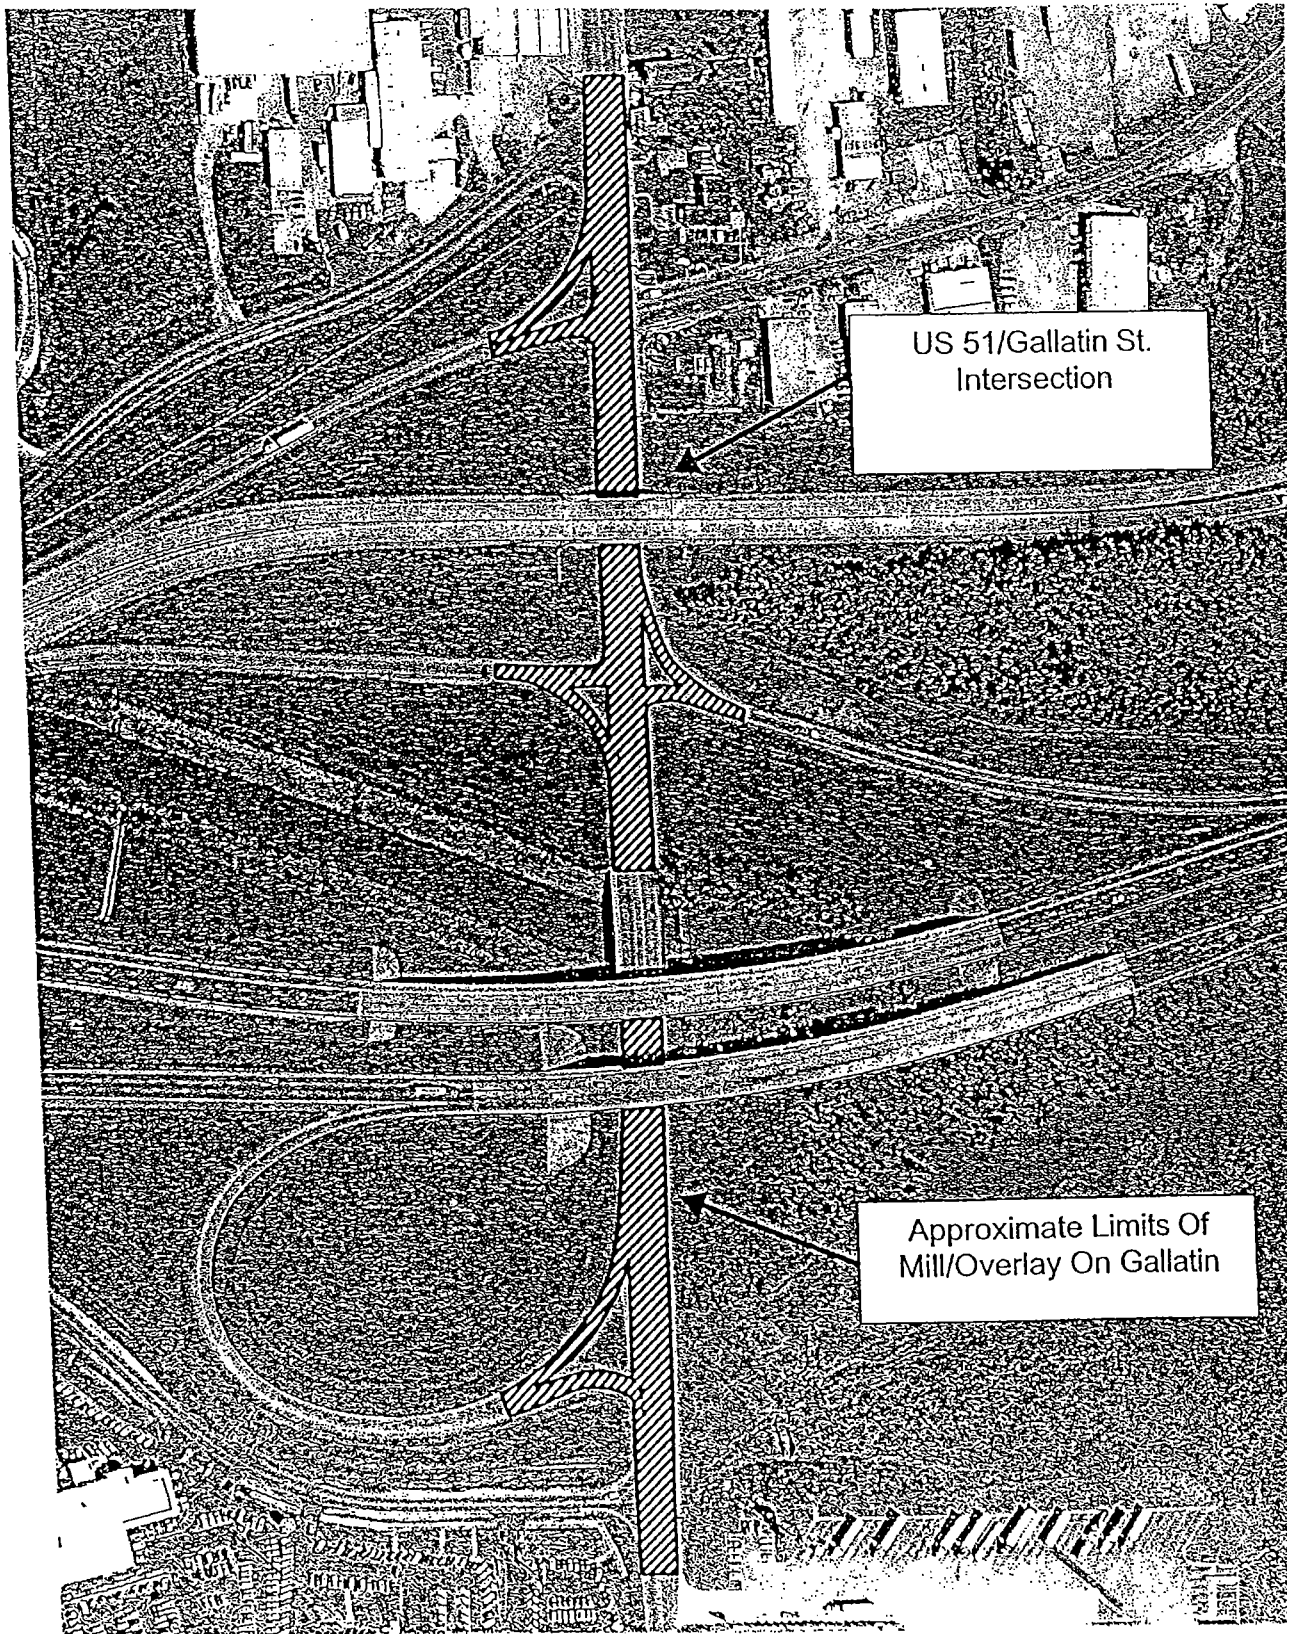 US 51/Gallatin St.
Intersection
Approximate Limits Of
Mill/Overlay On Gallatin